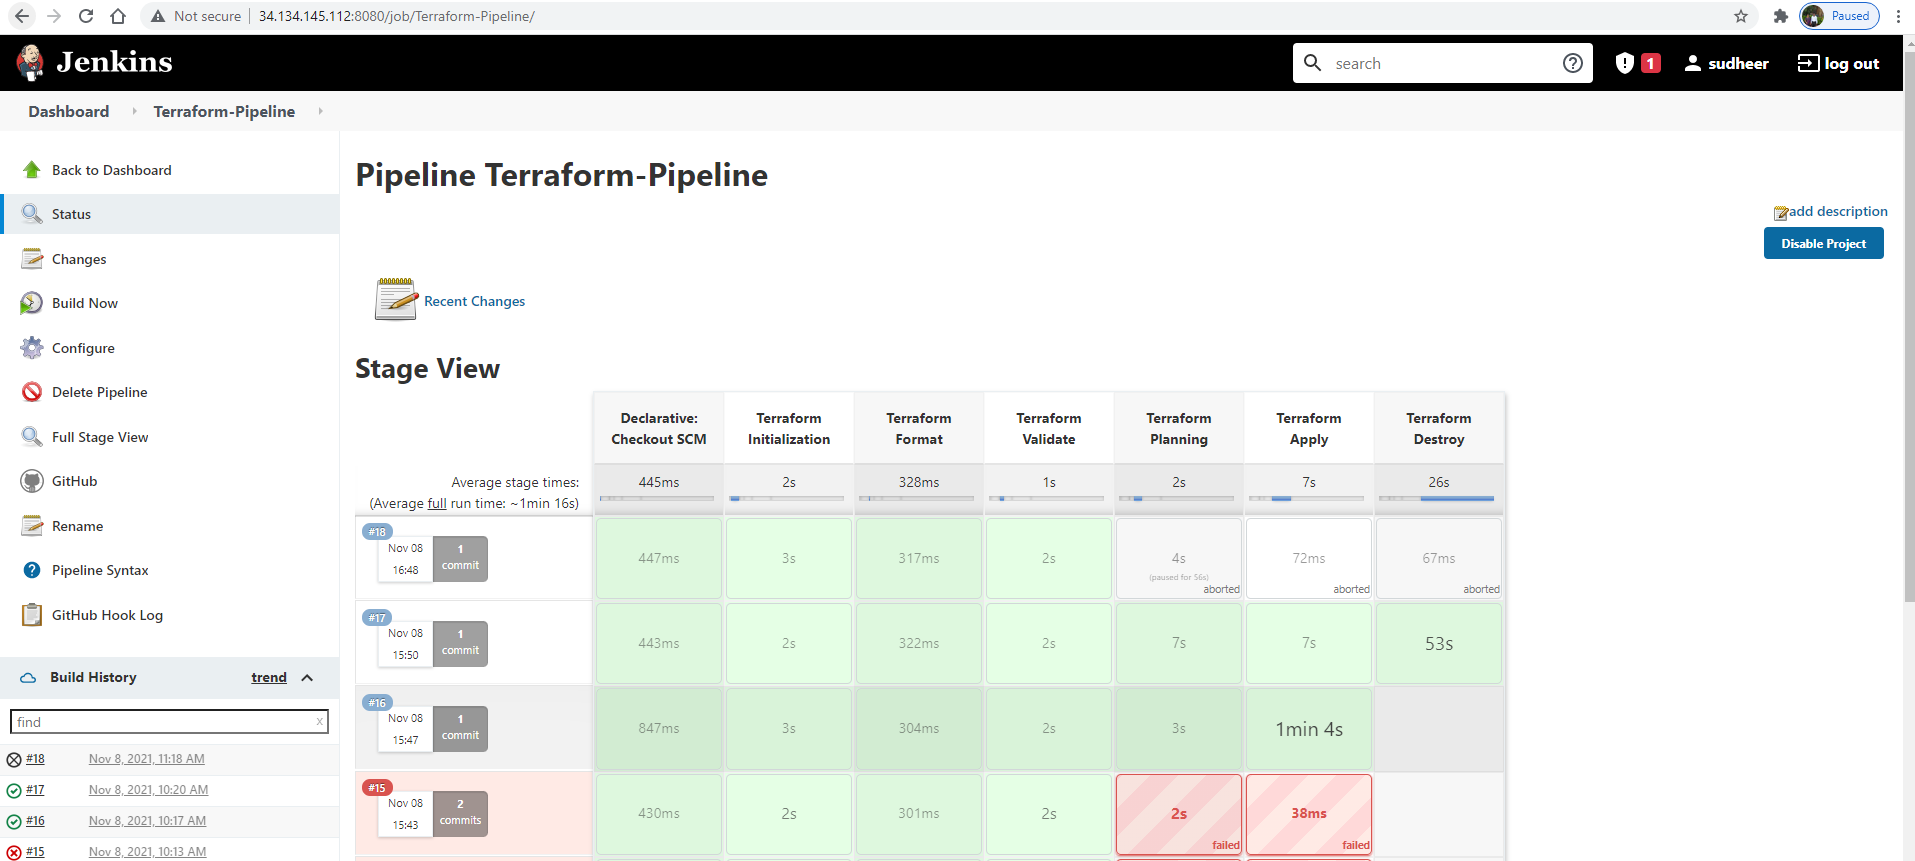 Not secure | 34.134.145.112:8080/job/Terraform-Pipeline/
Paused
Jenkins
search
1
sudheer
log out
Dashboard
Terraform-Pipeline
Back to Dashboard
Status
Changes
Build Now
Configure
Delete Pipeline
Full Stage View
GitHub
Rename
Pipeline Syntax
GitHub Hook Log
Build History
trend
find
x
#18 Nov 8, 2021, 11:18 AM
#17 Nov 8, 2021, 10:20 AM
#16 Nov 8, 2021, 10:17 AM
#15 Nov 8, 2021, 10:13 AM
Pipeline Terraform-Pipeline
add description
Disable Project
Recent Changes
Stage View
Declarative: Checkout SCM
Terraform Initialization
Terraform Format
Terraform Validate
Terraform Planning
Terraform Apply
Terraform Destroy
Average stage times:
(Average full run time: ~1min 16s)
445ms 2s 328ms 1s 2s 7s 26s
#18
Nov 08
16:48
1
commit
447ms 3s 317ms 2s 4s 72ms 67ms
(paused for 56s)
aborted aborted aborted
#17
Nov 08
15:50
1
commit
443ms 2s 322ms 2s 7s 7s 53s
#16
Nov 08
15:47
1
commit
847ms 3s 304ms 2s 3s 1min 4s
#15
Nov 08
15:43
2
commits
430ms 2s 301ms 2s 2s 38ms
failed failed